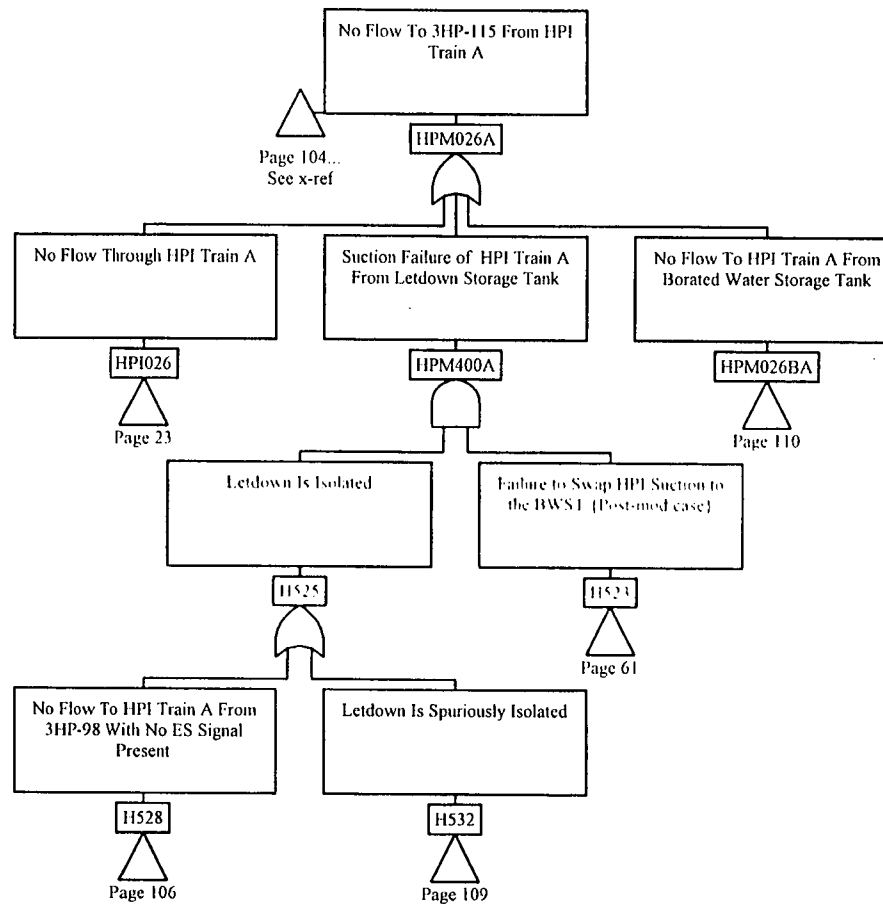 No Flow To 3HP-115 From HPI
Train A
HPM026A
Page 104...
See x-ref
No Flow Through HPI Train A
Suction Failure of HPI Train A
From Letdown Storage Tank
No Flow To HPI Train A From
Borated Water Storage Tank
HPI026
HPM400A
HPM026BA
Page 23
Page 110
Letdown Is Isolated
Failure to Swap HPI Suction to
the BWST (Post-mod case)
H525
H523
Page 61
No Flow To HPI Train A From
3HP-98 With No ES Signal
Present
Letdown Is Spuriously Isolated
H528
H532
Page 106
Page 109